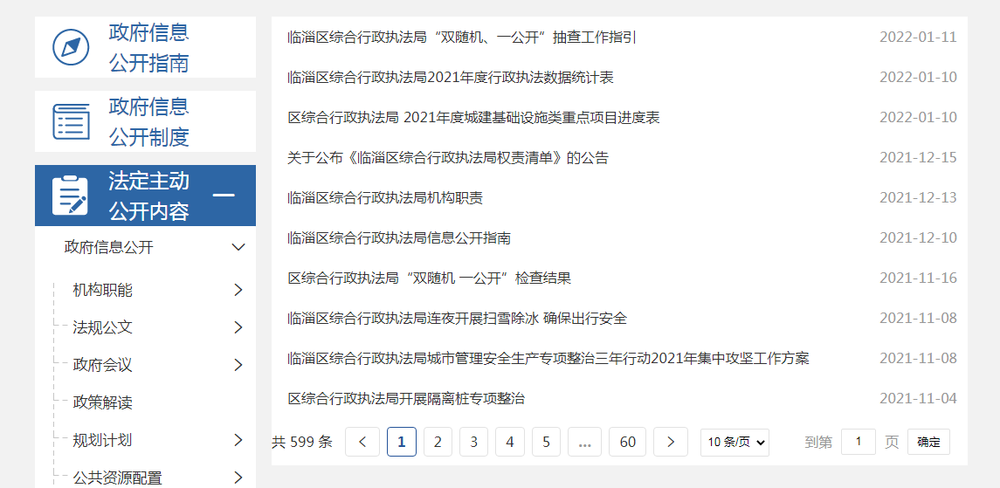 政府信息
公开指南
政府信息
公开制度
法定主动
公开内容
政府信息公开
机构职能
法规公文
政府会议
政策解读
规划计划
公共资源配置
临淄区综合行政执法局“双随机、一公开”抽查工作指引 2022-01-11
临淄区综合行政执法局2021年度行政执法数据统计表 2022-01-10
区综合行政执法局 2021年度城建基础设施类重点项目进度表 2022-01-10
关于公布《临淄区综合行政执法局权责清单》的公告 2021-12-15
临淄区综合行政执法局机构职责 2021-12-13
临淄区综合行政执法局信息公开指南 2021-12-10
区综合行政执法局“双随机 一公开”检查结果 2021-11-16
临淄区综合行政执法局连夜开展扫雪除冰 确保出行安全 2021-11-08
临淄区综合行政执法局城市管理安全生产专项整治三年行动2021年集中攻坚工作方案 2021-11-08
区综合行政执法局开展隔离桩专项整治 2021-11-04
共 599 条 < 1 2 3 4 5 ... 60 > 10 条/页 到第 1 页 确定